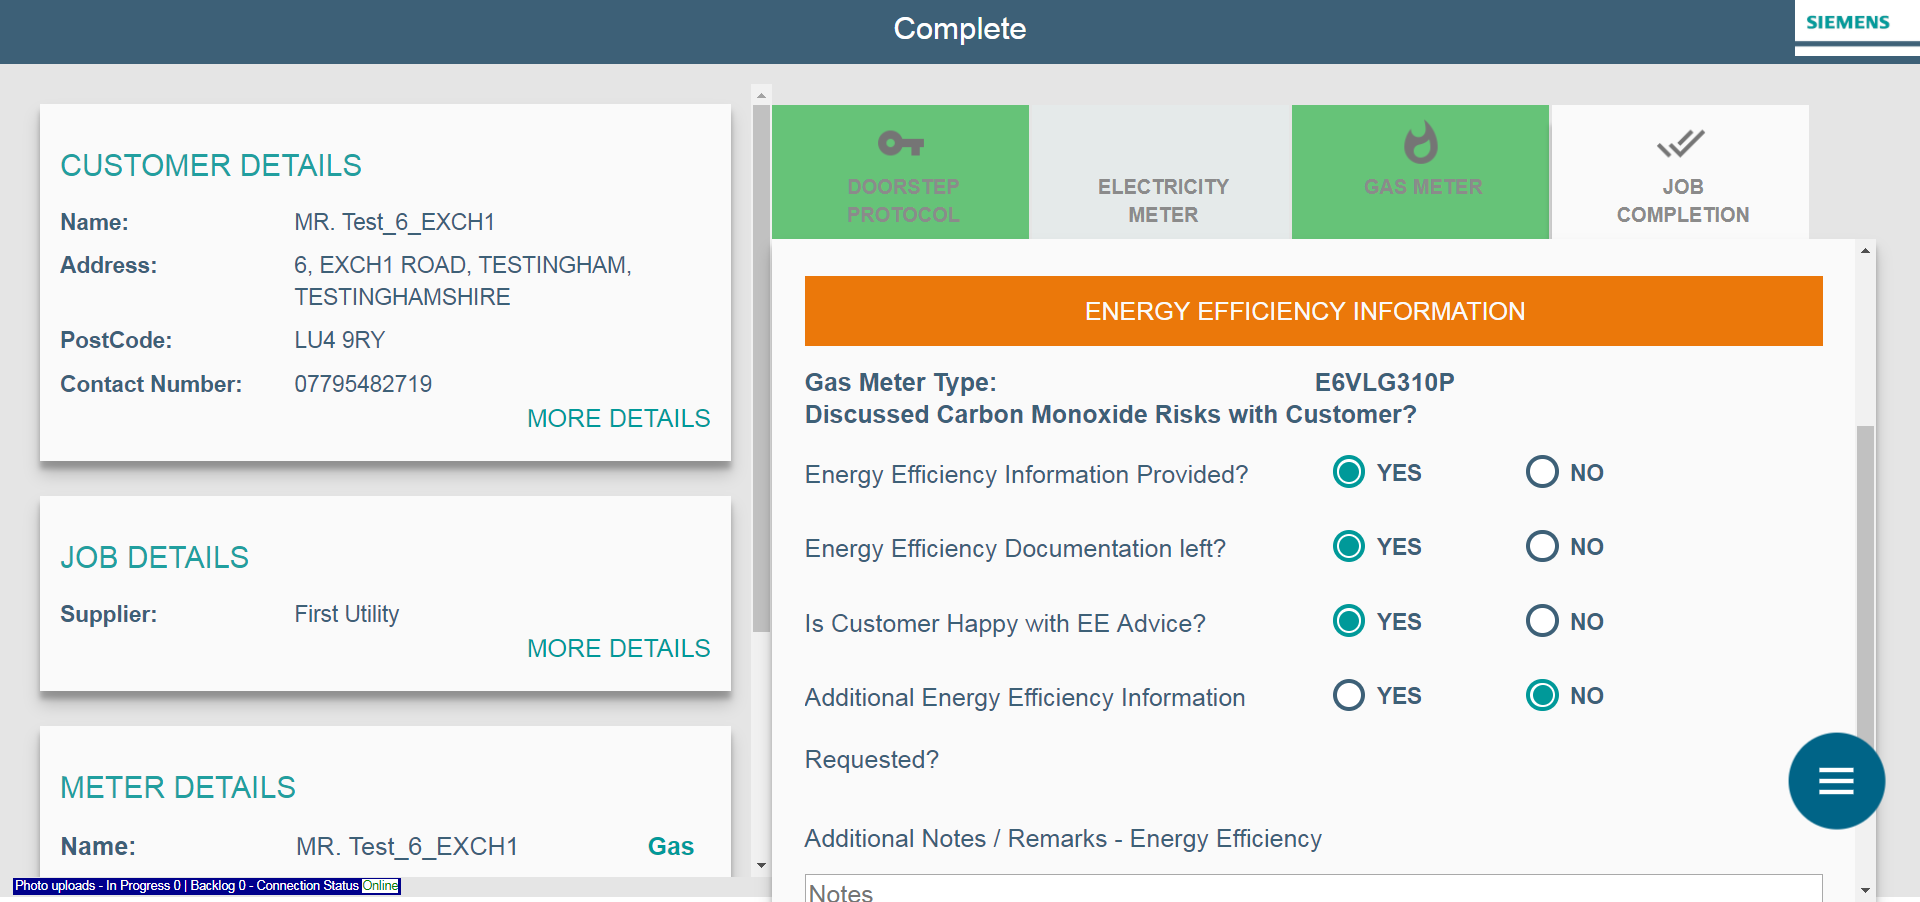 Complete
SIEMENS
CUSTOMER DETAILS
Name: MR. Test_6_EXCH1
Address: 6, EXCH1 ROAD, TESTINGHAM,
TESTINGHAMSHIRE
PostCode: LU4 9RY
Contact Number: 07795482719
MORE DETAILS
JOB DETAILS
Supplier: First Utility
MORE DETAILS
METER DETAILS
Name: MR. Test_6_EXCH1 Gas
Photo uploads - In Progress 0 | Backlog 0 - Connection Status Online
DOORSTEP
PROTOCOL
ELECTRICITY
METER
GAS METER
JOB
COMPLETION
ENERGY EFFICIENCY INFORMATION
Gas Meter Type: E6VLG310P
Discussed Carbon Monoxide Risks with Customer?
Energy Efficiency Information Provided? YES NO
Energy Efficiency Documentation left? YES NO
Is Customer Happy with EE Advice? YES NO
Additional Energy Efficiency Information YES NO
Requested?
Additional Notes / Remarks - Energy Efficiency
Notes